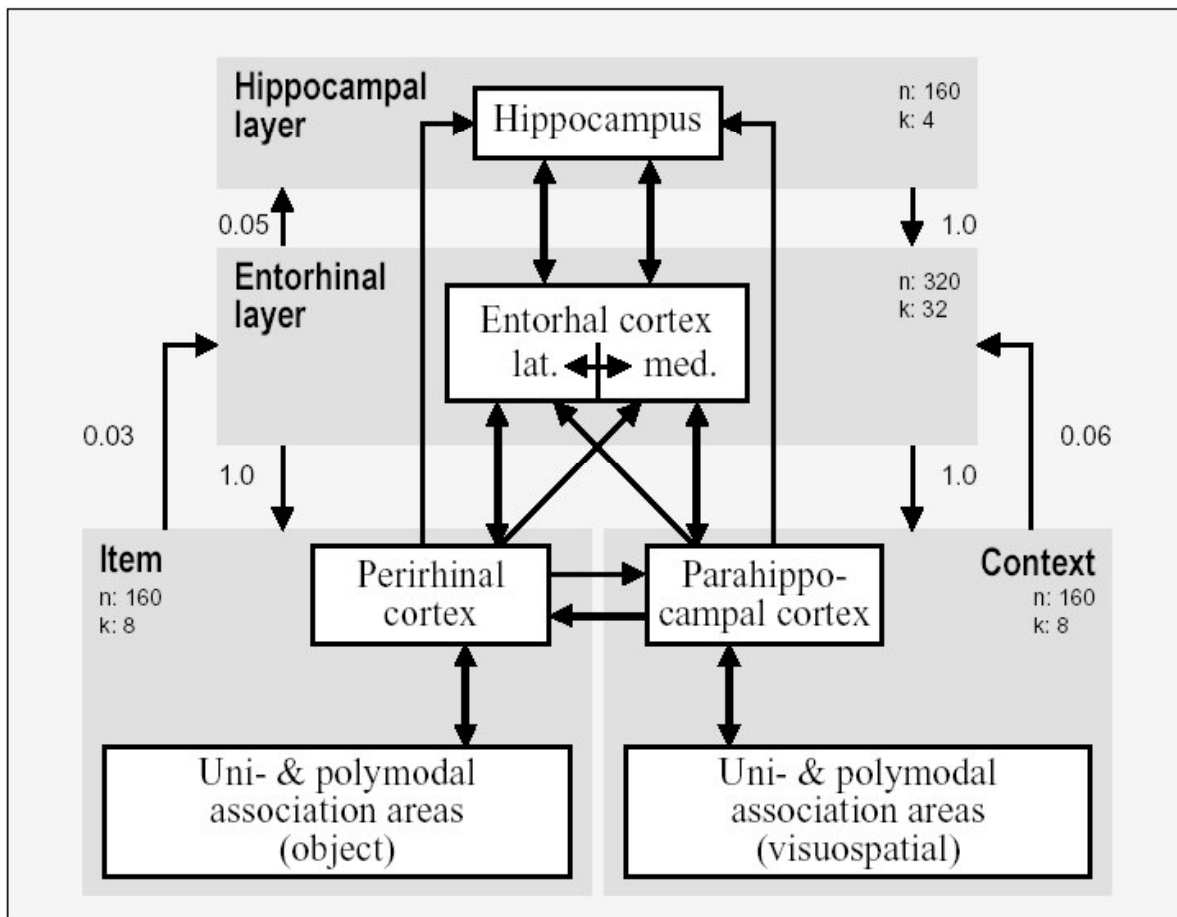 Hippocampal
layer
n: 160
k: 4
Hippocampus
0.05
1.0
Entorhinal
layer
n: 320
k: 32
Entorhal cortex
lat.
med.
0.03
0.06
1.0
1.0
Item
n: 160
k: 8
Perirhinal
cortex
Parahippo-
campal cortex
Context
n: 160
k: 8
Uni- & polymodal
association areas
(object)
Uni- & polymodal
association areas
(visuospatial)